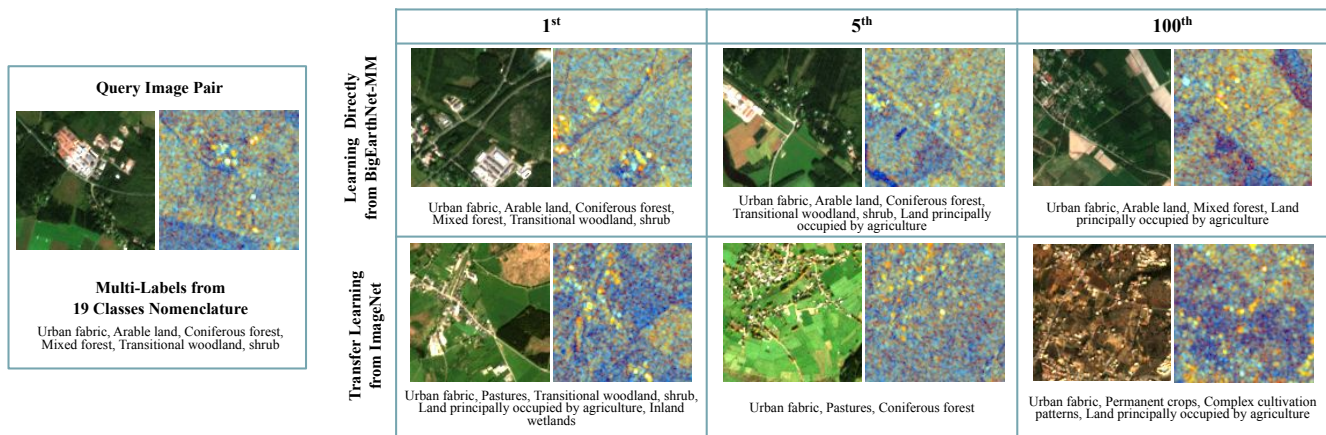 Query Image Pair
Multi-Labels from
19 Classes Nomenclature
Urban fabric, Arable land, Coniferous forest,
Mixed forest, Transitional woodland, shrub
1st
5th
100th
Learning Directly
from BigEarthNet-MM
Urban fabric, Arable land, Coniferous forest,
Mixed forest, Transitional woodland, shrub
Urban fabric, Arable land, Coniferous forest,
Transitional woodland, shrub, Land principally
occupied by agriculture
Urban fabric, Arable land, Mixed forest, Land
principally occupied by agriculture
Transfer Learning
from ImageNet
Urban fabric, Pastures, Transitional woodland, shrub,
Land principally occupied by agriculture, Inland
wetlands
Urban fabric, Pastures, Coniferous forest
Urban fabric, Permanent crops, Complex cultivation
patterns, Land principally occupied by agriculture